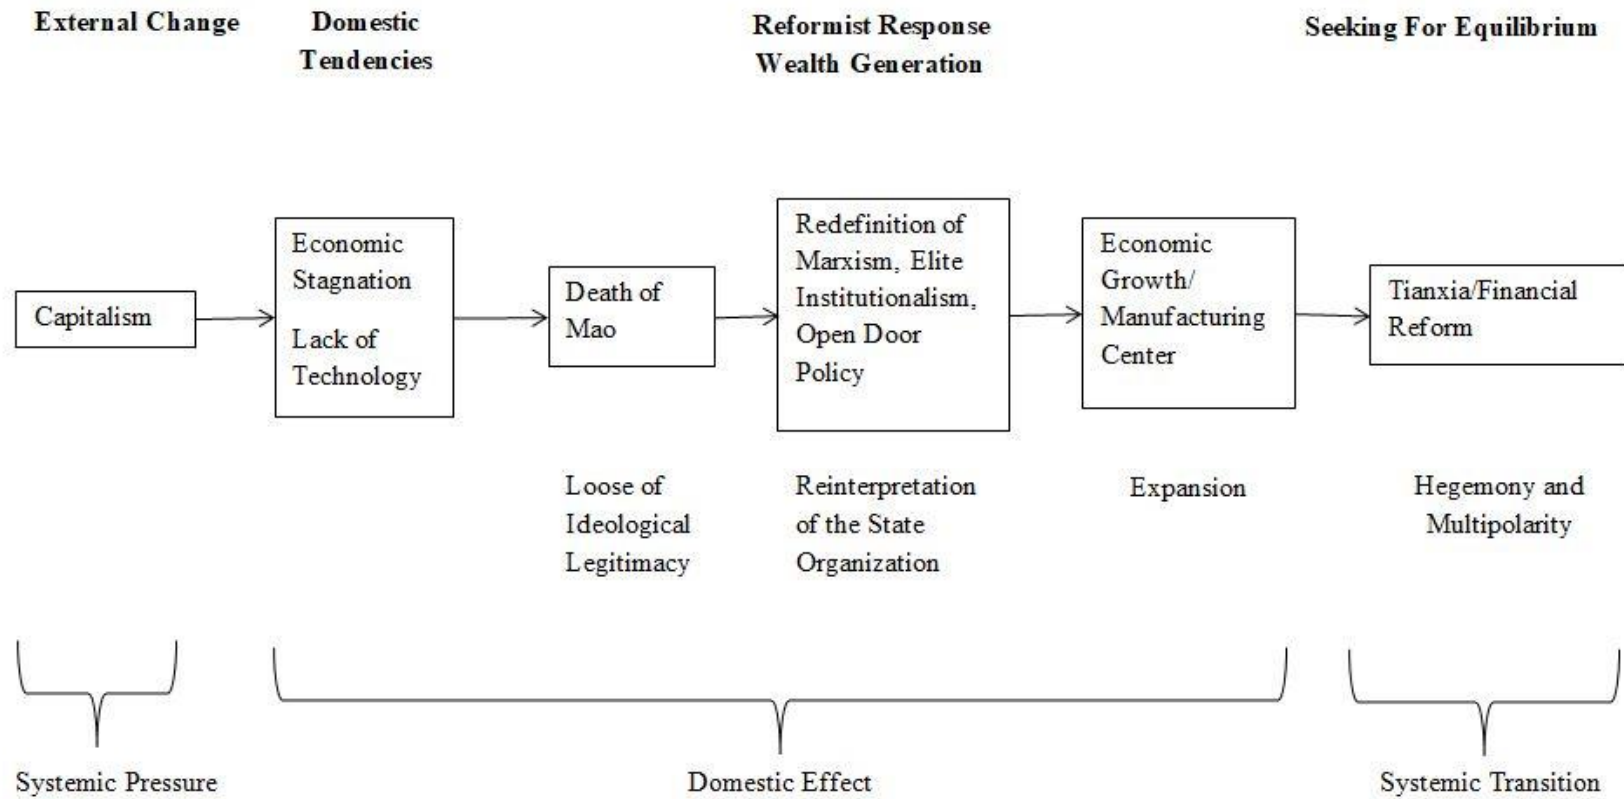 External Change
Domestic
Tendencies
Reformist Response
Wealth Generation
Seeking For Equilibrium
Capitalism
Economic
Stagnation
Lack of
Technology
Death of
Mao
Redefinition of
Marxism, Elite
Institutionalism,
Open Door
Policy
Economic
Growth/
Manufacturing
Center
Tianxia/Financial
Reform
Loose of
Ideological
Legitimacy
Reinterpretation
of the State
Organization
Expansion
Hegemony and
Multipolarity
Systemic Pressure
Domestic Effect
Systemic Transition